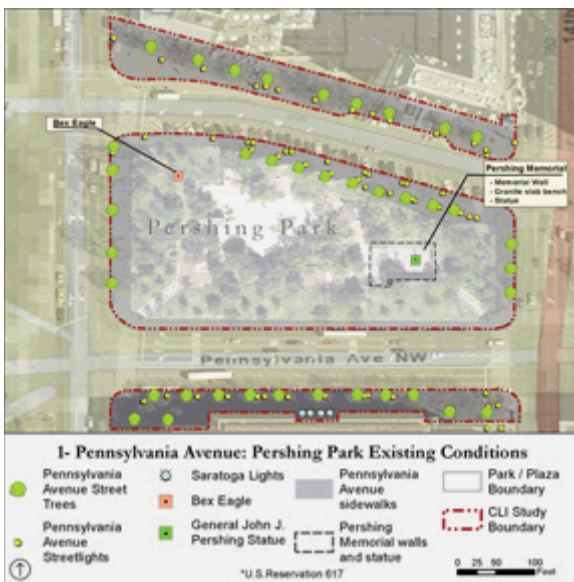 14th
Bex Eagle
Pershing Memorial
- Memorial Wall
- Granite slab bench
- Statue
Pershing Park
Pennsylvania Ave NW
1- Pennsylvania Avenue: Pershing Park Existing Conditions
Pennsylvania
Avenue Street
Trees
Pennsylvania
Avenue
Streetlights
Saratoga Lights
Bex Eagle
General John J.
Pershing Statue
Pennsylvania
Avenue
sidewalks
Pershing
Memorial walls
and statue
Park / Plaza
Boundary
CLI Study
Boundary
*U.S.Reservation 617
0 25 50 100
Feet